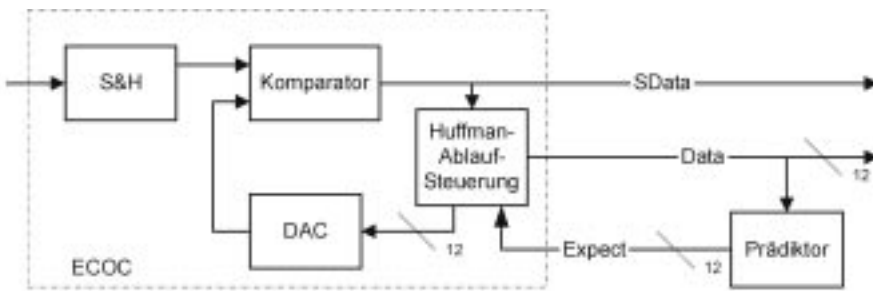 S&H
Komparator
SData
Huffman-
Ablauf-
Steuerung
Data
12
DAC
12
Expect
12
Prädiktor
ECOC